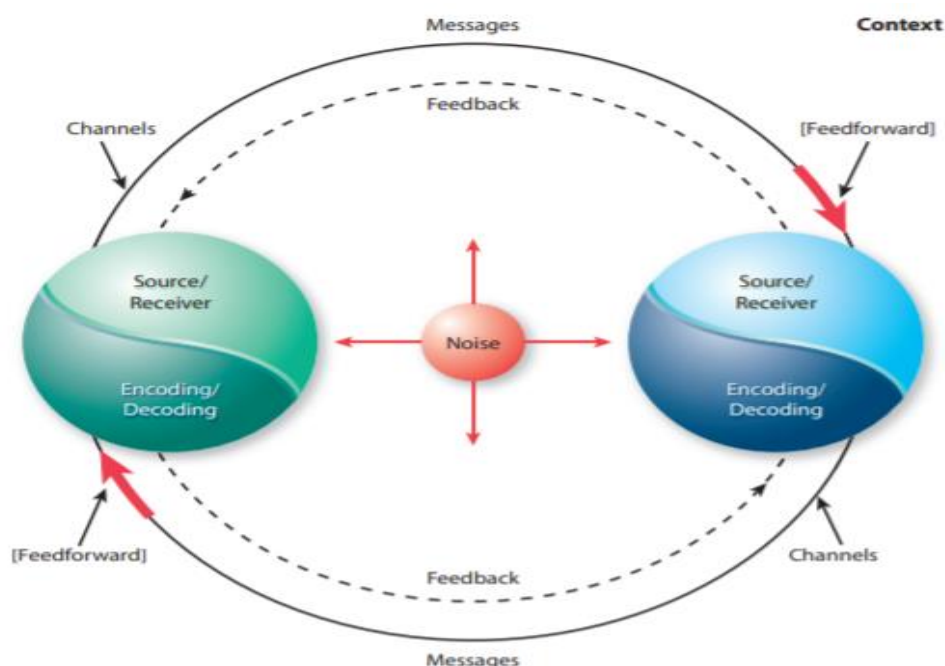 Messages
Context
Feedback
Channels
[Feedforward]
Source/
Receiver
Source/
Receiver
Noise
Encoding/
Decoding
Encoding/
Decoding
[Feedforward]
Channels
Feedback
Messages